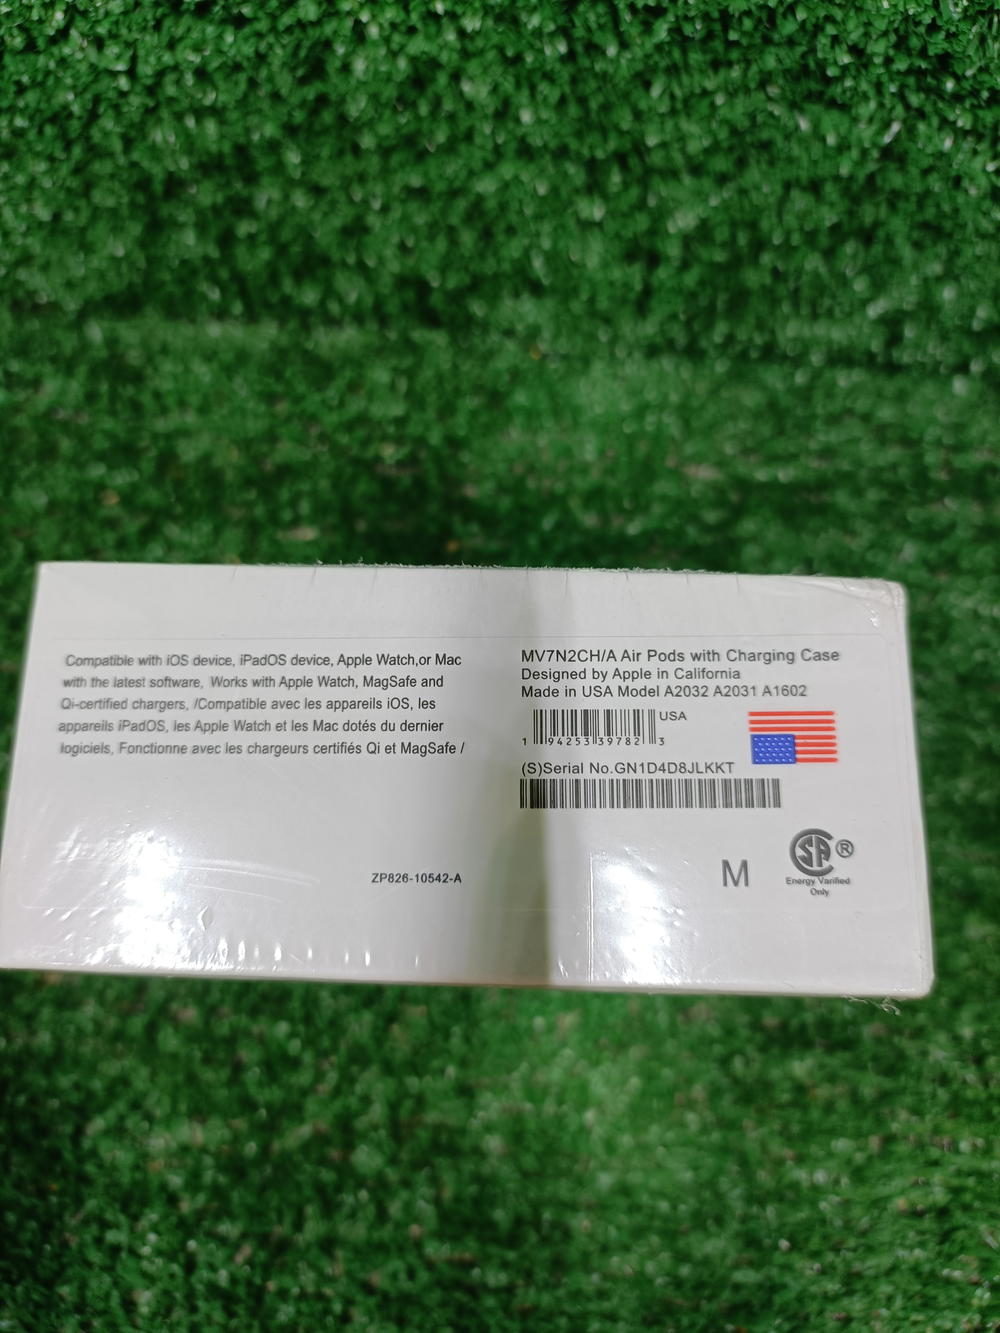 Compatible with iOS device, iPadOS device, Apple Watch,or Mac
with the latest software, Works with Apple Watch, MagSafe and
Qi-certified chargers, /Compatible avec les appareils iOS, les
appareils iPadOS, les Apple Watch et les Mac dotés du dernier
logiciels, Fonctionne avec les chargeurs certifiés Qi et MagSafe /
ZP826-10542-A
MV7N2CH/A Air Pods with Charging Case
Designed by Apple in California
Made in USA Model A2032 A2031 A1602
USA
1 94253 39782 3
(S)Serial No.GN1D4D8JLKKT
M
SA ®
Energy Varified
Only